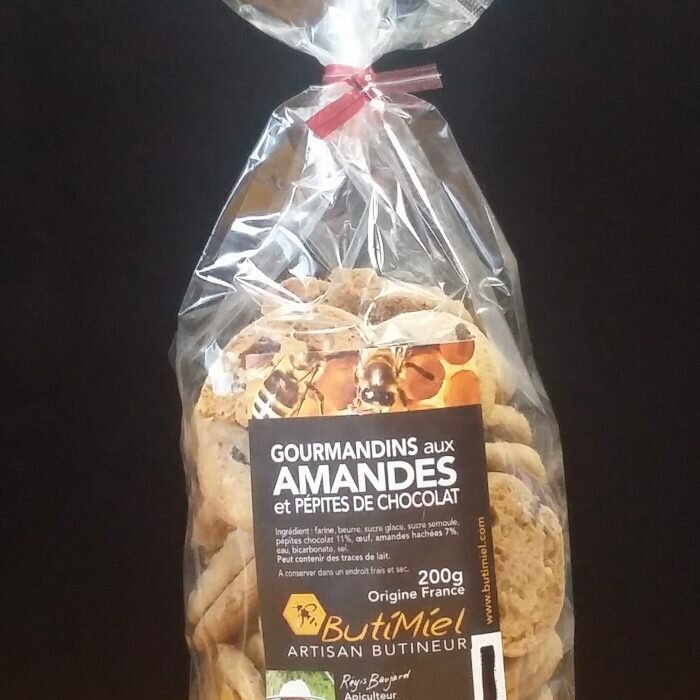 GOURMANDINS aux
AMANDES
et PÉPITES DE CHOCOLAT
Ingrédient : farine, beurre, sucre glace, sucre semoule,
pépites chocolat 11%, œuf, amandes hachées 7%,
eau, bicarbonate, sel.
Peut contenir des traces de lait.
A conserver dans un endroit frais et sec.
200g
Origine France
www.butimiel.com
ButiMiel
ARTISAN BUTINEUR
Régis Baujard
Apiculteur